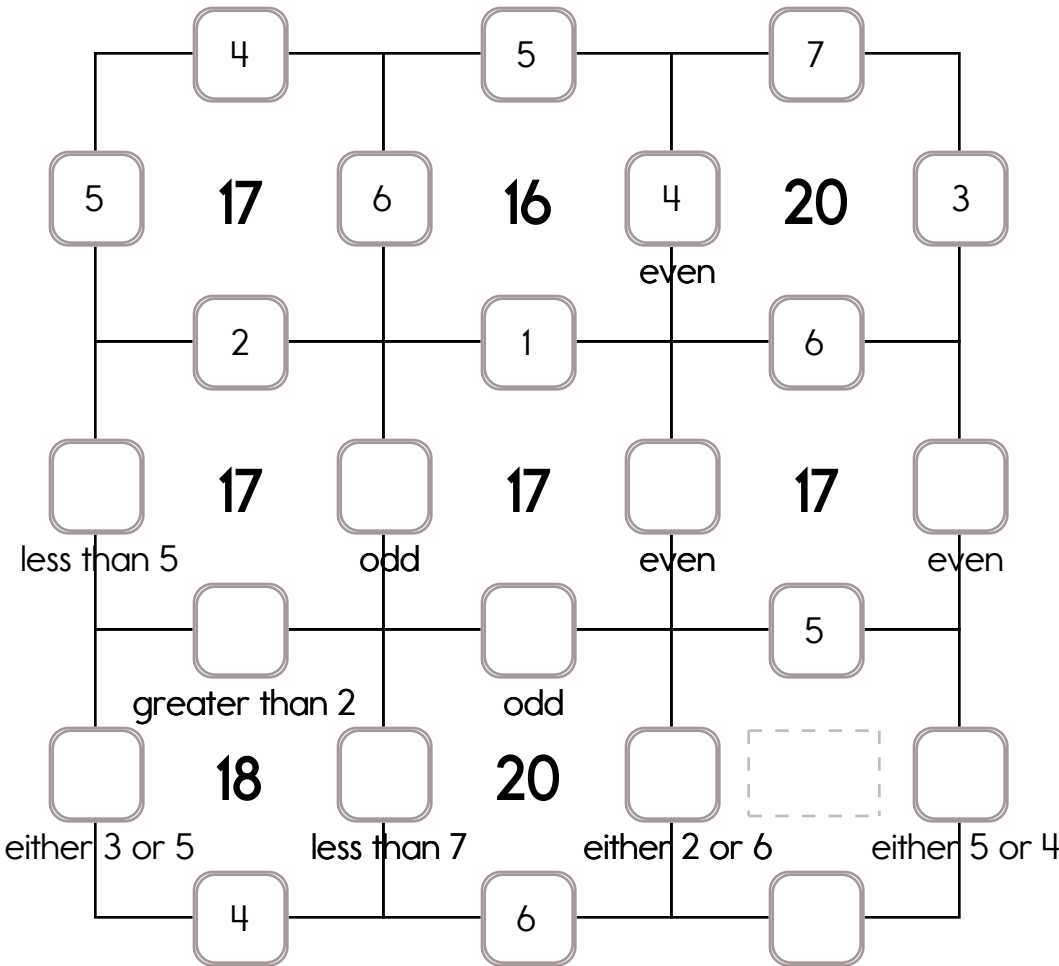 4 5 7
5 17 6 16 4 20 3
even
2 1 6
17 17 17
less than 5 odd even even
5
greater than 2 odd
18 20
either 3 or 5 less than 7 either 2 or 6 either 5 or 4
4 6